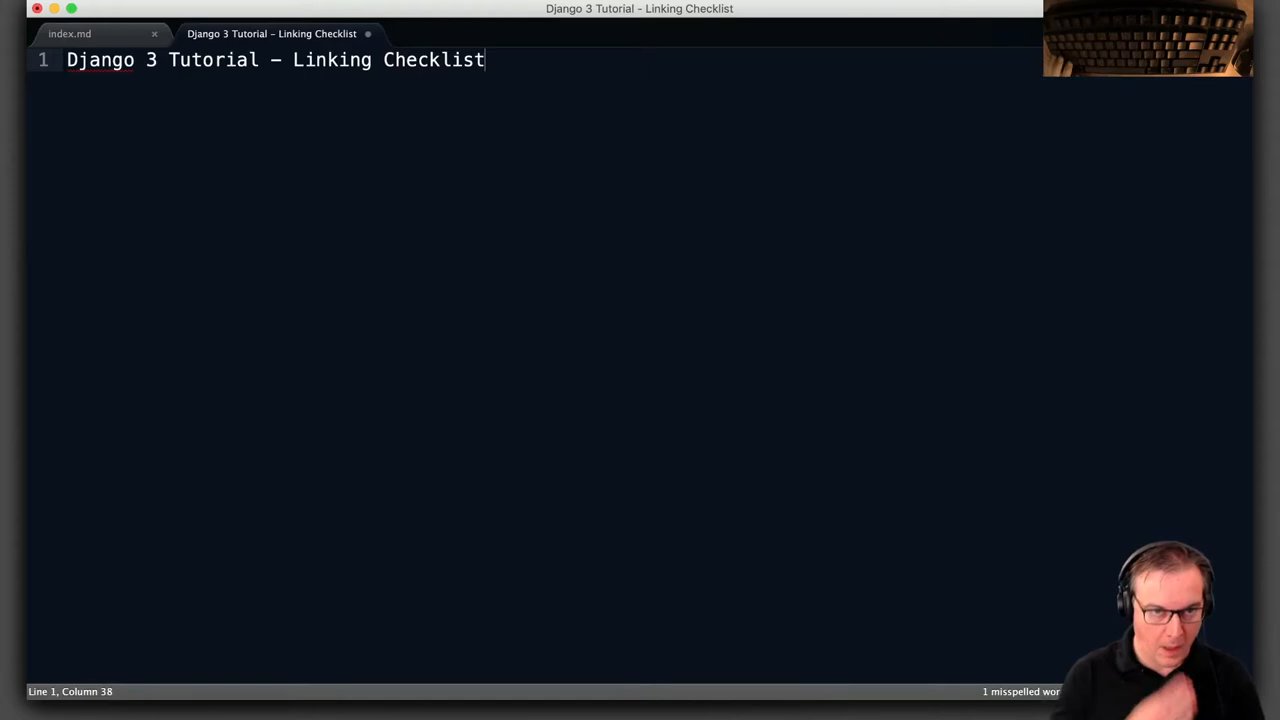 Django 3 Tutorial - Linking Checklist
index.md
Django 3 Tutorial - Linking Checklist
1 Django 3 Tutorial - Linking Checklist
Line 1, Column 38
1 misspelled